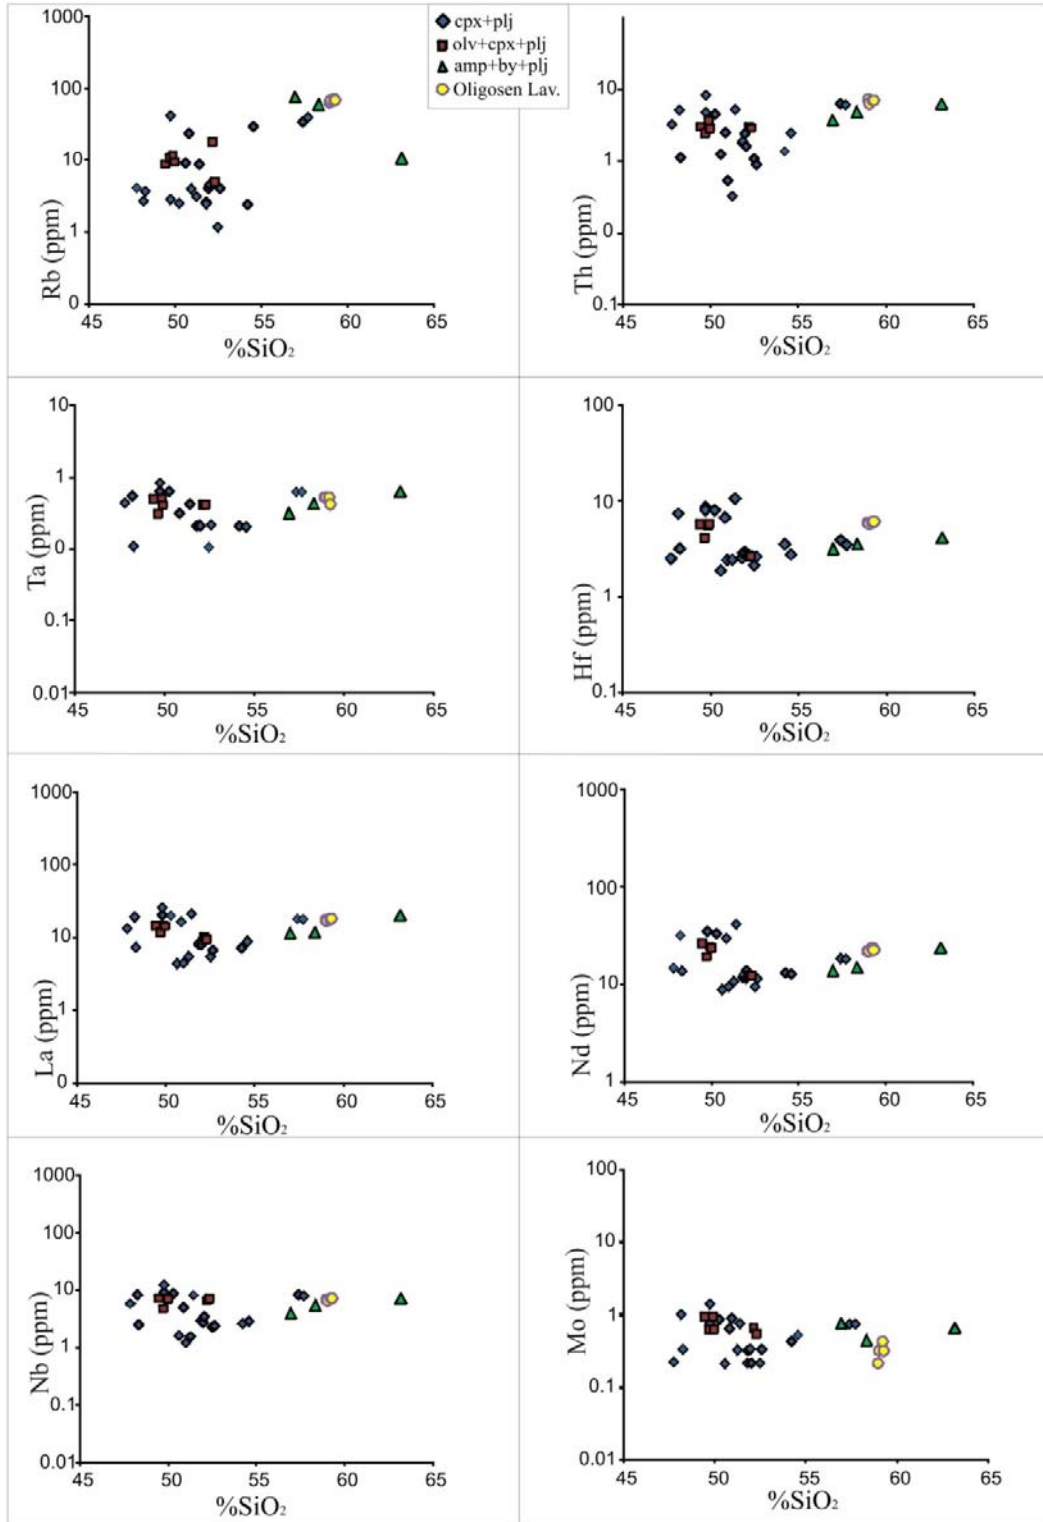 cpx+plj
olv+cpx+plj
amp+by+plj
Oligosen Lav.
1000
100
10
1
0
Rb (ppm)
45 50 55 60 65
%SiO₂
10
1
0
0.1
Th (ppm)
45 50 55 60 65
%SiO₂
10
1
0
0.1
0.01
Ta (ppm)
45 50 55 60 65
%SiO₂
100
10
1
0.1
Hf (ppm)
45 50 55 60 65
%SiO₂
1000
100
10
1
0
La (ppm)
45 50 55 60 65
%SiO₂
1000
100
10
1
Nd (ppm)
45 50 55 60 65
%SiO₂
1000
100
10
1
0.1
0.01
Nb (ppm)
45 50 55 60 65
%SiO₂
100
10
1
0.1
0.01
Mo (ppm)
45 50 55 60 65
%SiO₂